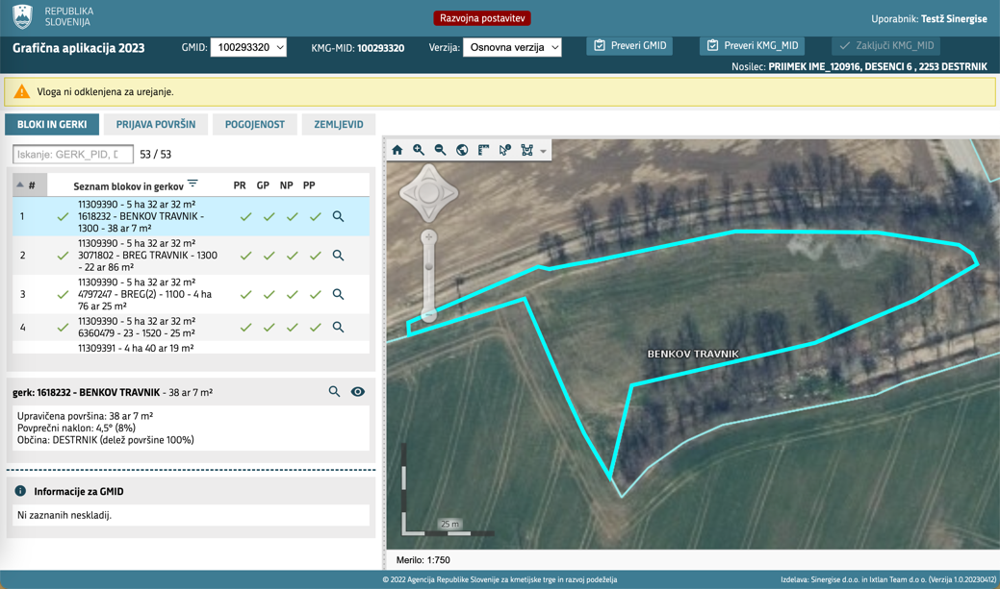 REPUBLIKA
SLOVENIJA
Razvojna postavitev
Uporabnik: Testž Sinergise
Grafična aplikacija 2023
GMID: 100293320
KMG-MID: 100293320
Verzija: Osnovna verzija
Preveri GMID
Preveri KMG_MID
Zaključi KMG_MID
Nosilec: PRIIMEK IME_120916, DESENCI 6 , 2253 DESTRNIK
Vloga ni odklenjena za urejanje.
BLOKI IN GERKI
PRIJAVA POVRŠIN
POGOJENOST
ZEMLJEVID
Iskanje: GERK_PID,
53 / 53
# Seznam blokov in gerkov PR GP NP PP
1
11309390 - 5 ha 32 ar 32 m²
1618232 - BENKOV TRAVNIK -
1300 - 38 ar 7 m²
2
11309390 - 5 ha 32 ar 32 m²
3071802 - BREG TRAVNIK - 1300
- 22 ar 86 m²
3
11309390 - 5 ha 32 ar 32 m²
4797247 - BREG(2) - 1100 - 4 ha
76 ar 25 m²
4
11309390 - 5 ha 32 ar 32 m²
6360479 - 23 - 1520 - 25 m²
11309391 - 4 ha 40 ar 19 m²
gerk: 1618232 - BENKOV TRAVNIK - 38 ar 7 m²
Upravičena površina: 38 ar 7 m²
Povprečni naklon: 4,5° (8%)
Občina: DESTRNIK (delež površine 100%)
Informacije za GMID
Ni zaznanih neskladij.
BENKOV TRAVNIK
25 m
Merilo: 1:750
© 2022 Agencija Republike Slovenije za kmetijske trge in razvoj podeželja
Izdelava: Sinergise d.o.o. in Ixtlan Team d.o o. (Verzija 1.0.20230412)